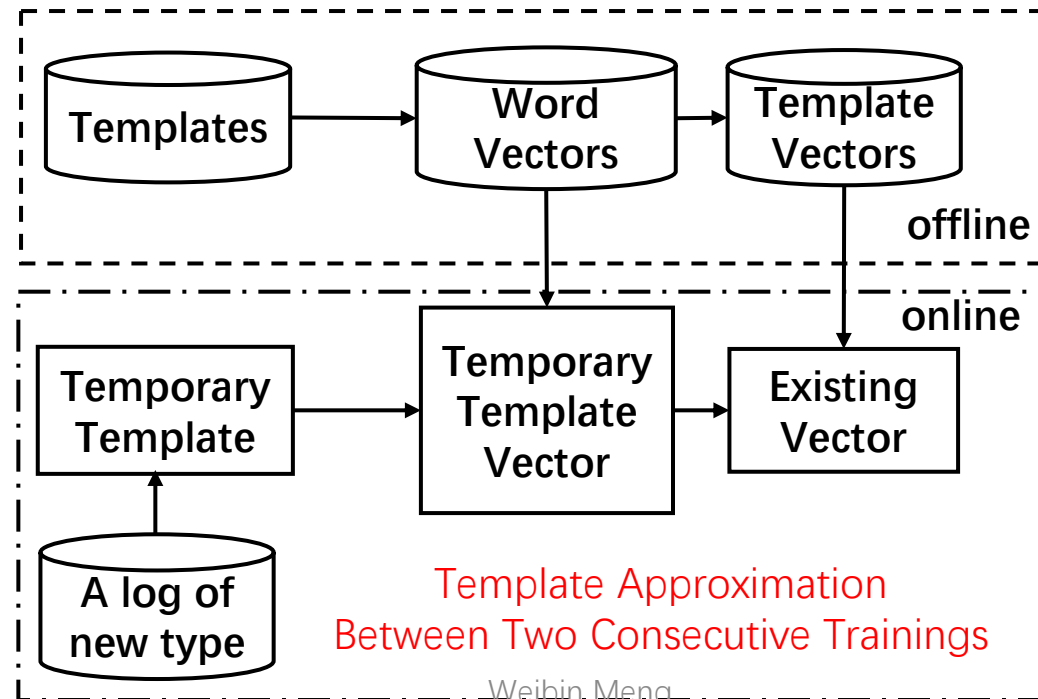 Templates
Word
Vectors
Template
Vectors
offline
online
Temporary
Template
Temporary
Template
Vector
Existing
Vector
A log of
new type
Template Approximation
Between Two Consecutive Trainings
Weibin Meng